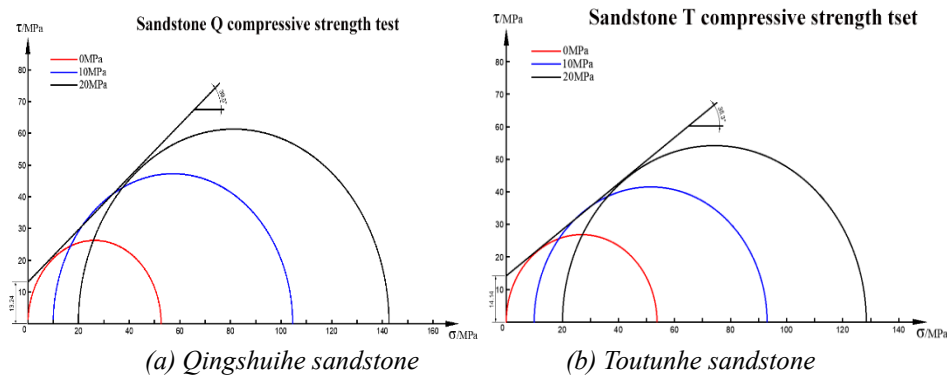 τ/MPa
Sandstone Q compressive strength test
0MPa
10MPa
20MPa
80
70
60
50
40
30
20
10
13.24
0 20 40 60 80 100 120 140 160 σ/MPa
(a) Qingshuihe sandstone
τ/MPa
Sandstone T compressive strength tset
0MPa
10MPa
20MPa
80
70
60
50
40
30
20
10
14.14
0 20 40 60 80 100 120 140 σ/MPa
(b) Toutunhe sandstone